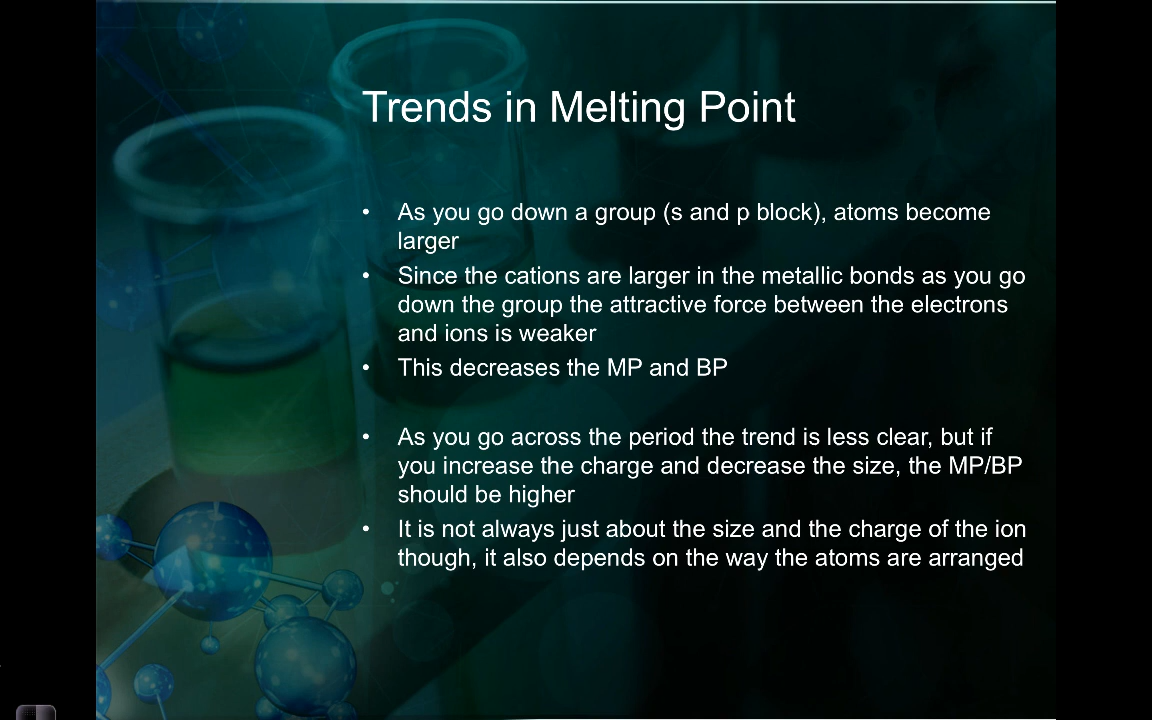 Trends in Melting Point
• As you go down a group (s and p block), atoms become
larger
• Since the cations are larger in the metallic bonds as you go
down the group the attractive force between the electrons
and ions is weaker
• This decreases the MP and BP
• As you go across the period the trend is less clear, but if
you increase the charge and decrease the size, the MP/BP
should be higher
• It is not always just about the size and the charge of the ion
though, it also depends on the way the atoms are arranged